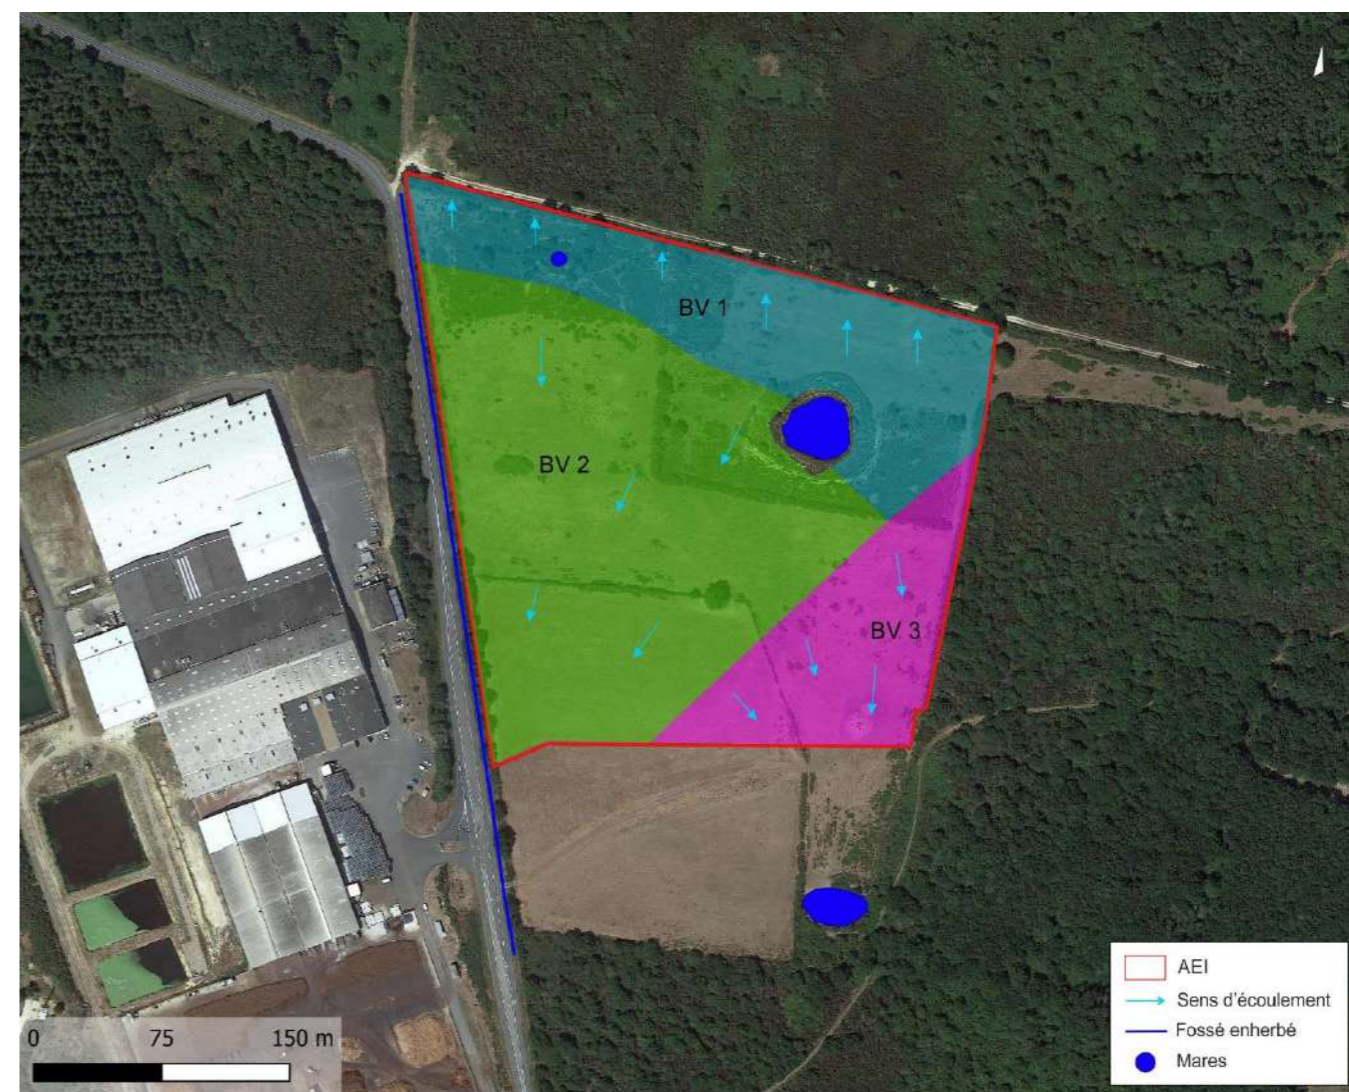 BV 1
BV 2
BV 3
AEI
Sens d'écoulement
Fossé enherbé
Mares
0 75 150 m